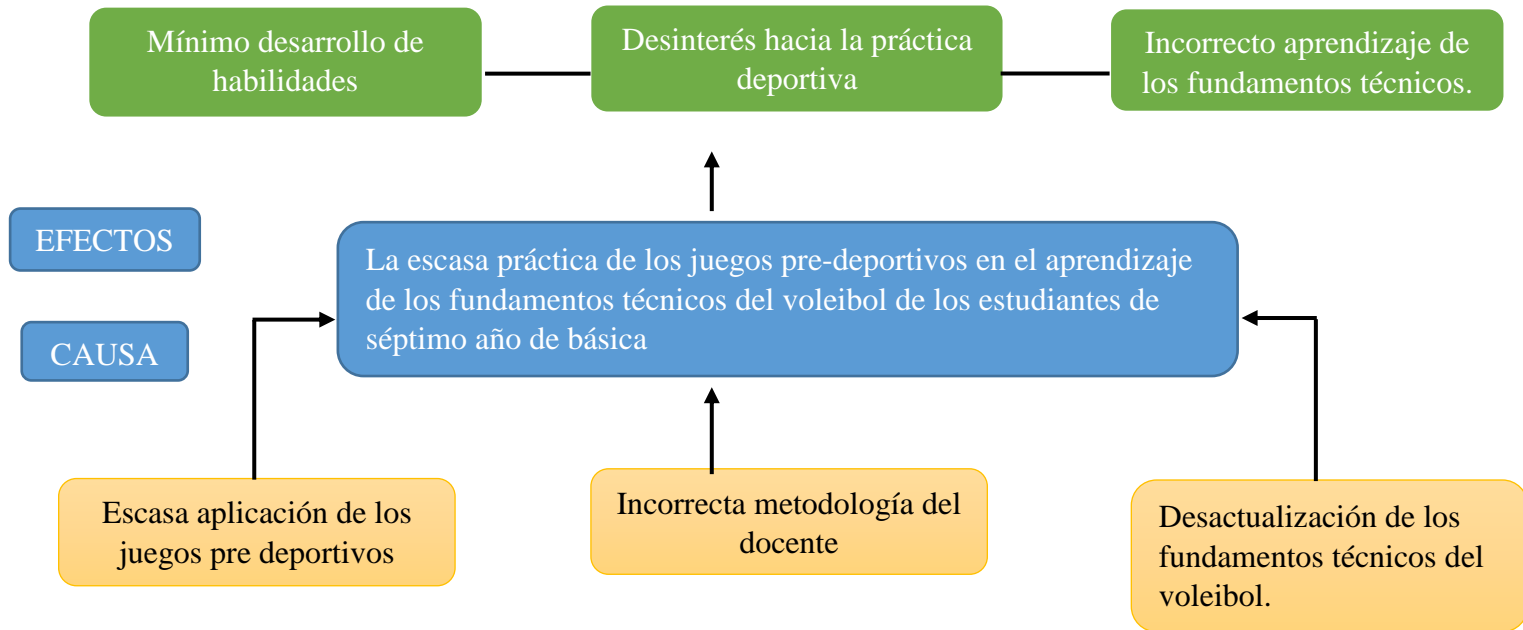 Mínimo desarrollo de
habilidades
Desinterés hacia la práctica
deportiva
Incorrecto aprendizaje de
los fundamentos técnicos.
EFECTOS
La escasa práctica de los juegos pre-deportivos en el aprendizaje
de los fundamentos técnicos del voleibol de los estudiantes de
séptimo año de básica
CAUSA
Escasa aplicación de los
juegos pre deportivos
Incorrecta metodología del
docente
Desactualización de los
fundamentos técnicos del
voleibol.